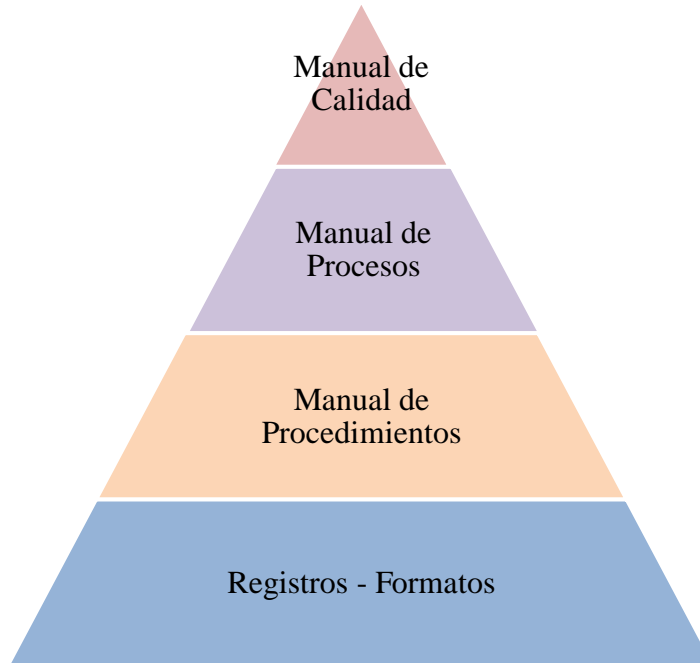 Manual de
Calidad
Manual de
Procesos
Manual de
Procedimientos
Registros - Formatos